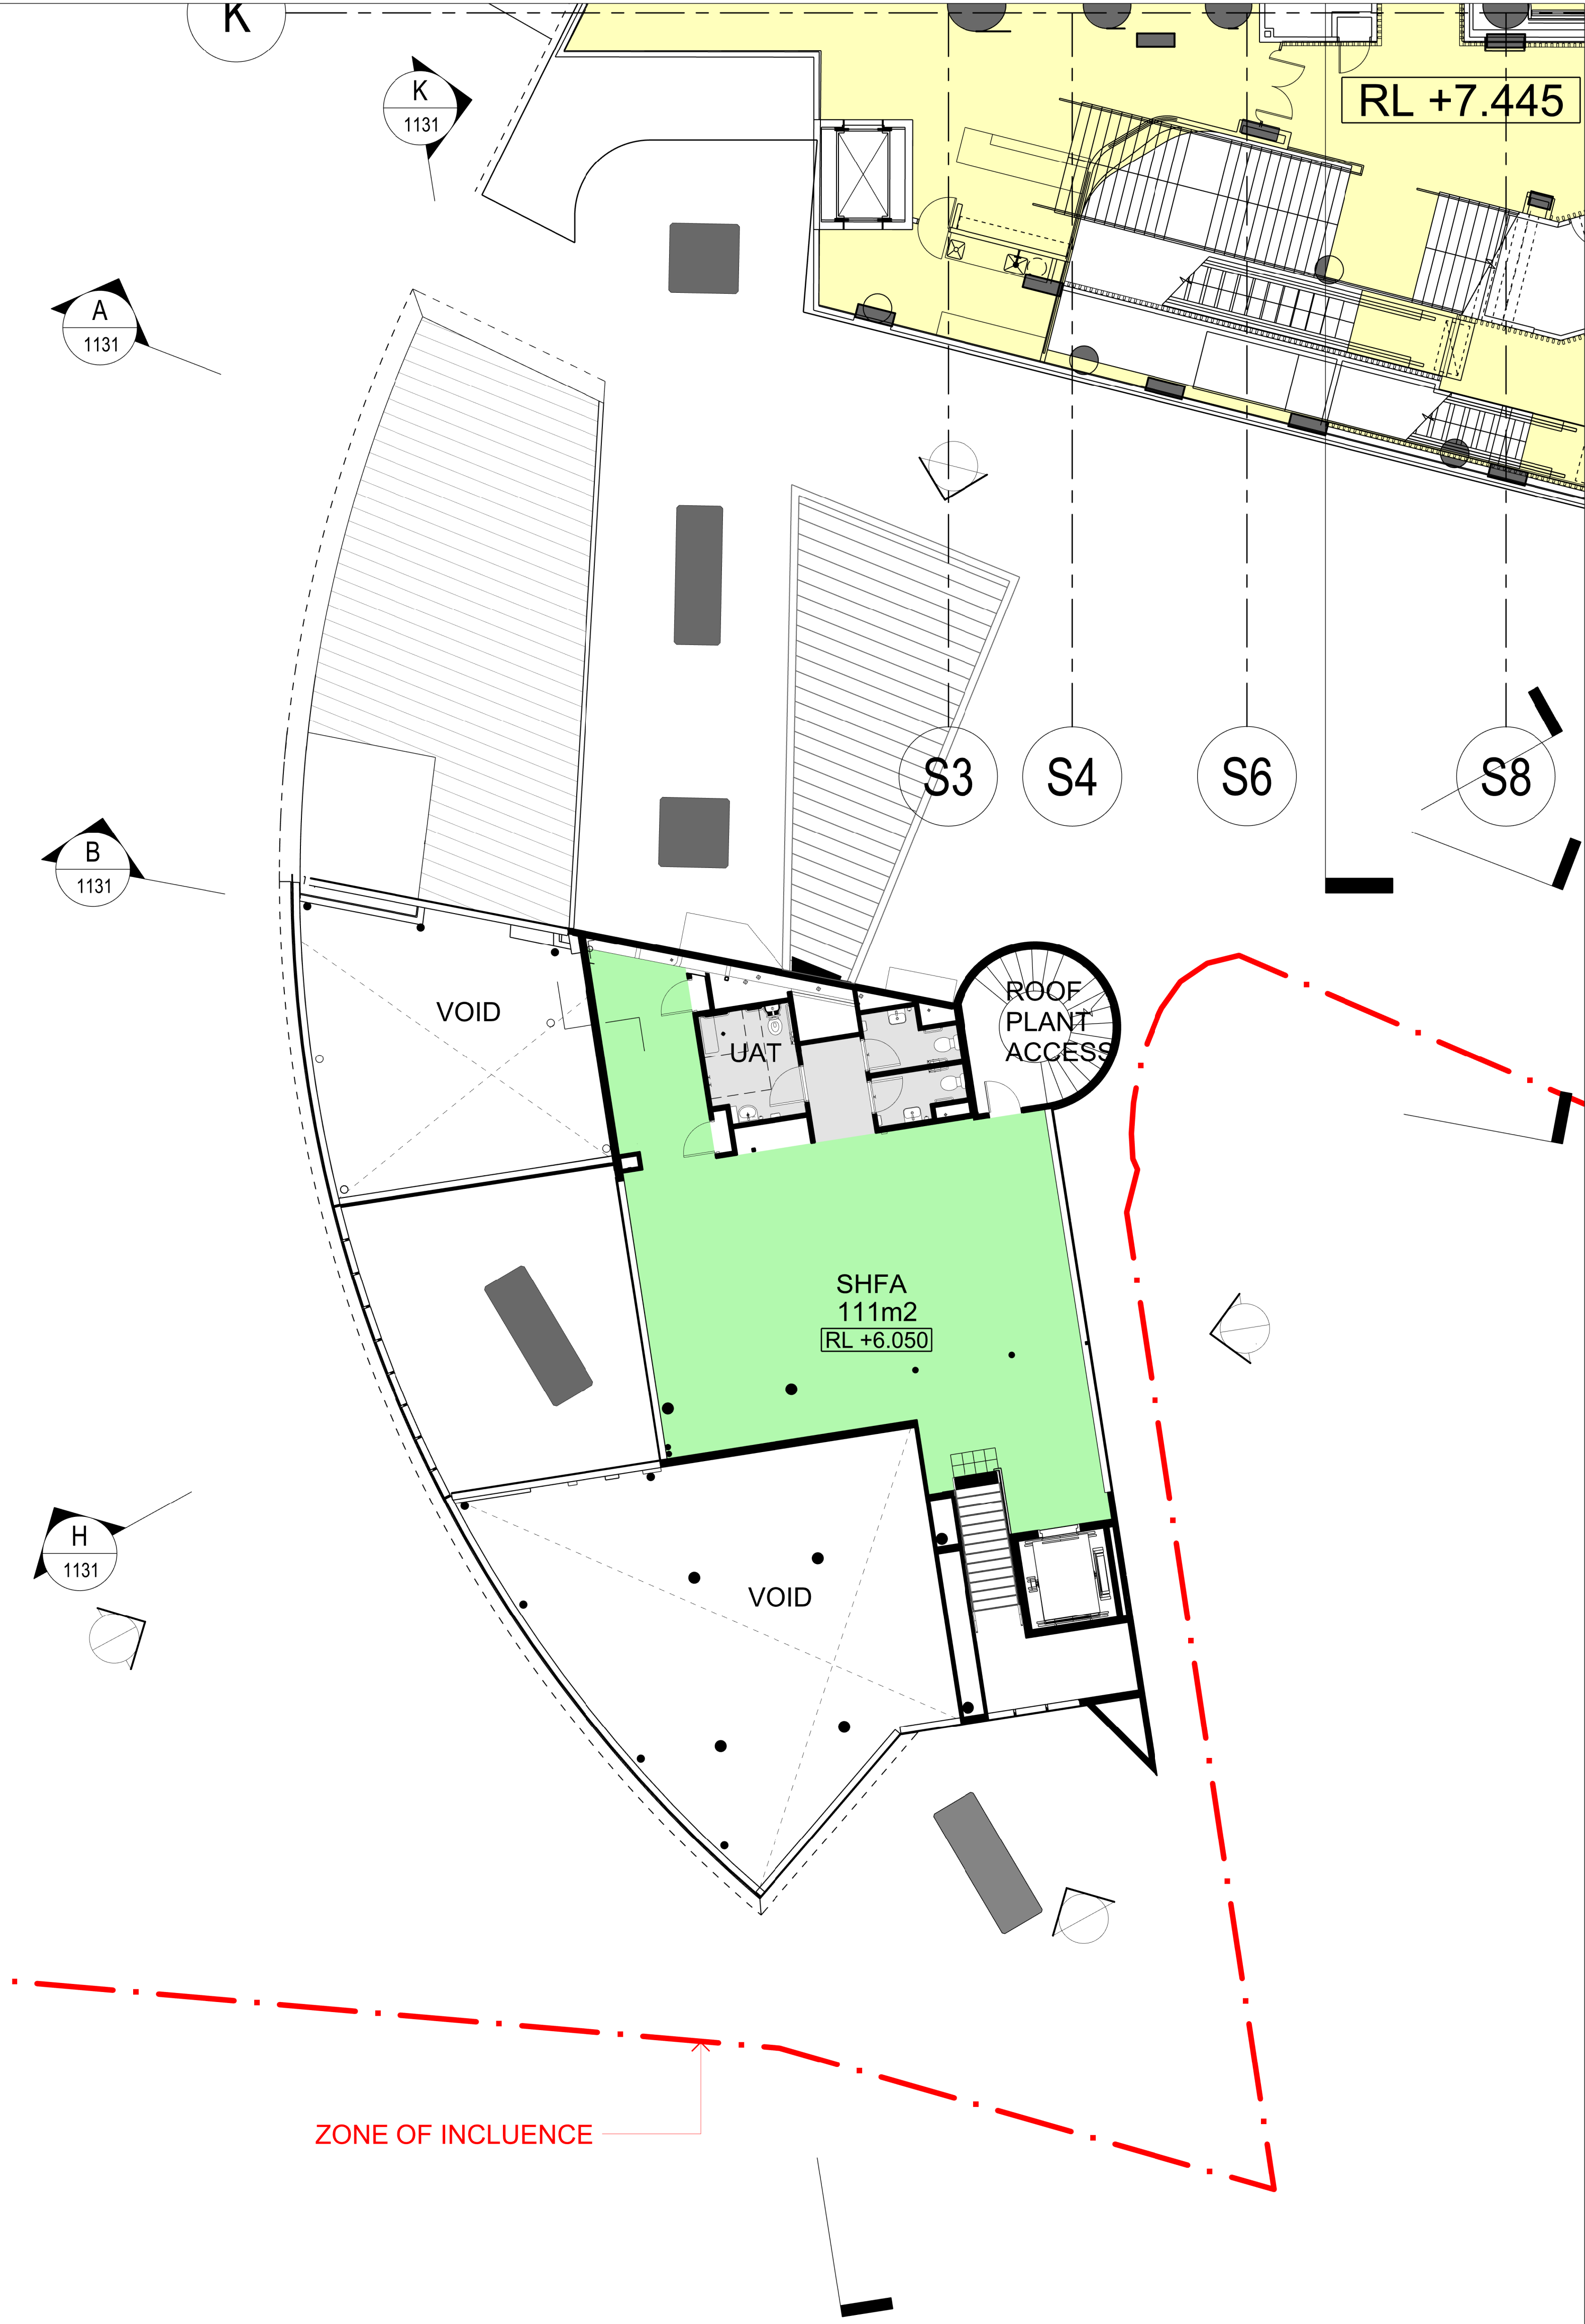 K
K
1131
RL +7.445
A
1131
S3
S4
S6
S8
B
1131
VOID
ROOF
PLANT
ACCESS
UAT
SHFA
111m2
RL +6.050
H
1131
VOID
ZONE OF INCLUENCE